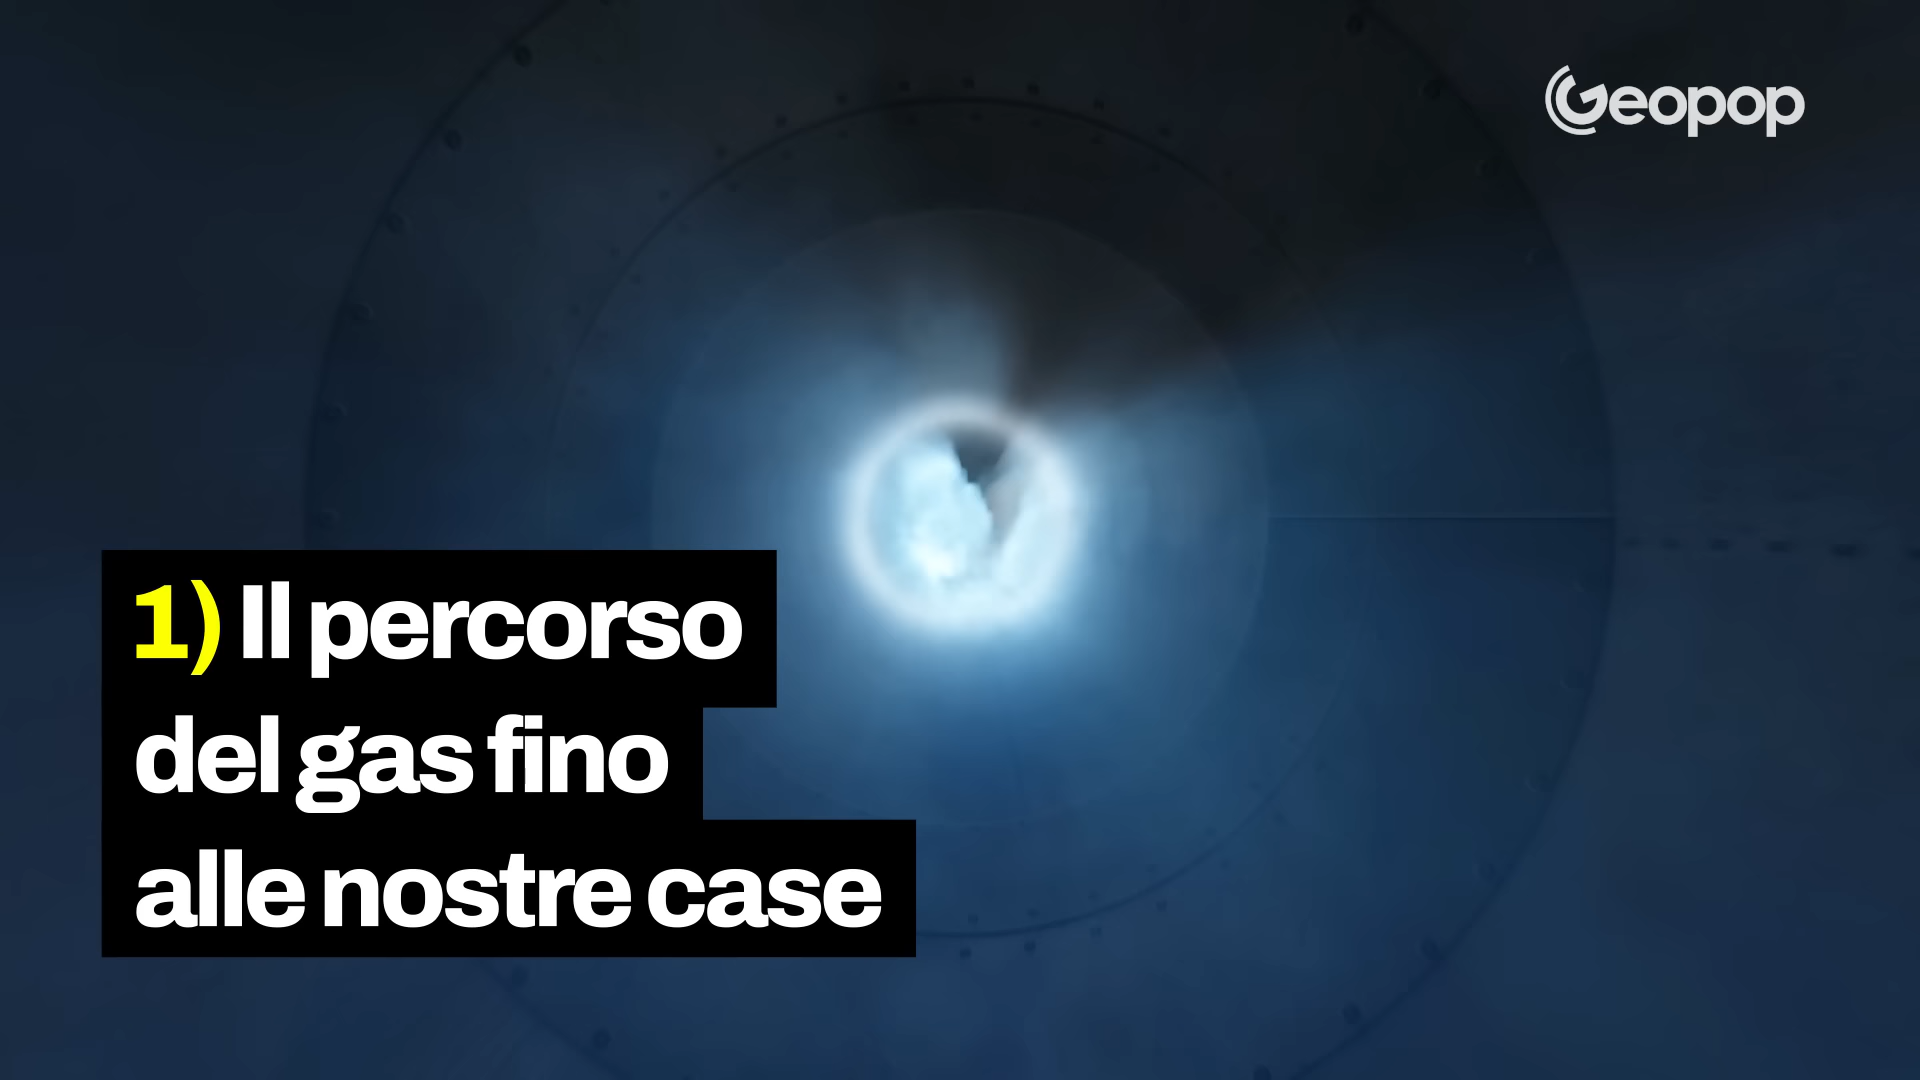 Geopop
1) Il percorso
del gas fino
alle nostre case